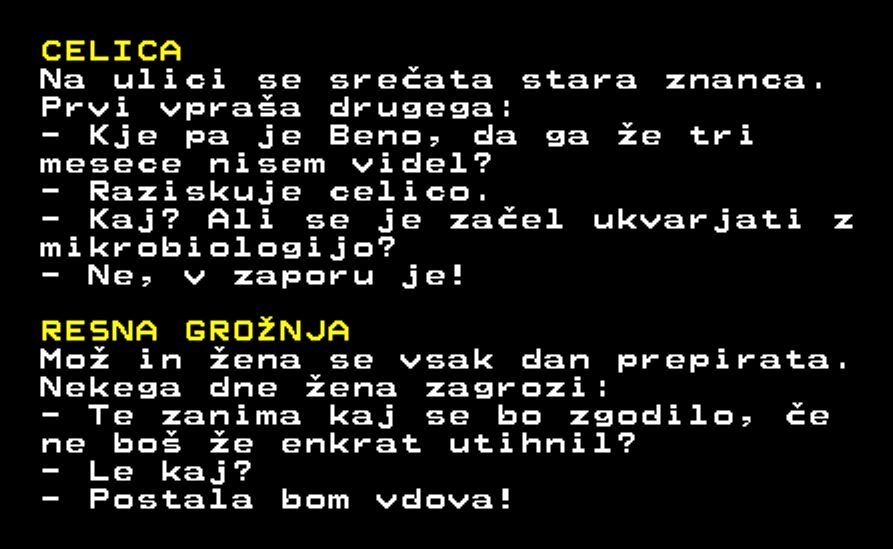 CELICA
Na ulici se srečata stara znanca.
Prvi vpraša drugega:
- Kje pa je Beno, da ga že tri
mesece nisem videl?
- Raziskuje celico.
- Kaj? Ali se je začel ukvarjati z
mikrobiologijo?
- Ne, v zaporu je!
RESNA GROŽNJA
Mož in žena se vsak dan prepirata.
Nekega dne žena zagrozi:
- Te zanima kaj se bo zgodilo, če
ne boš že enkrat utihnil?
- Le kaj?
- Postala bom vdova!